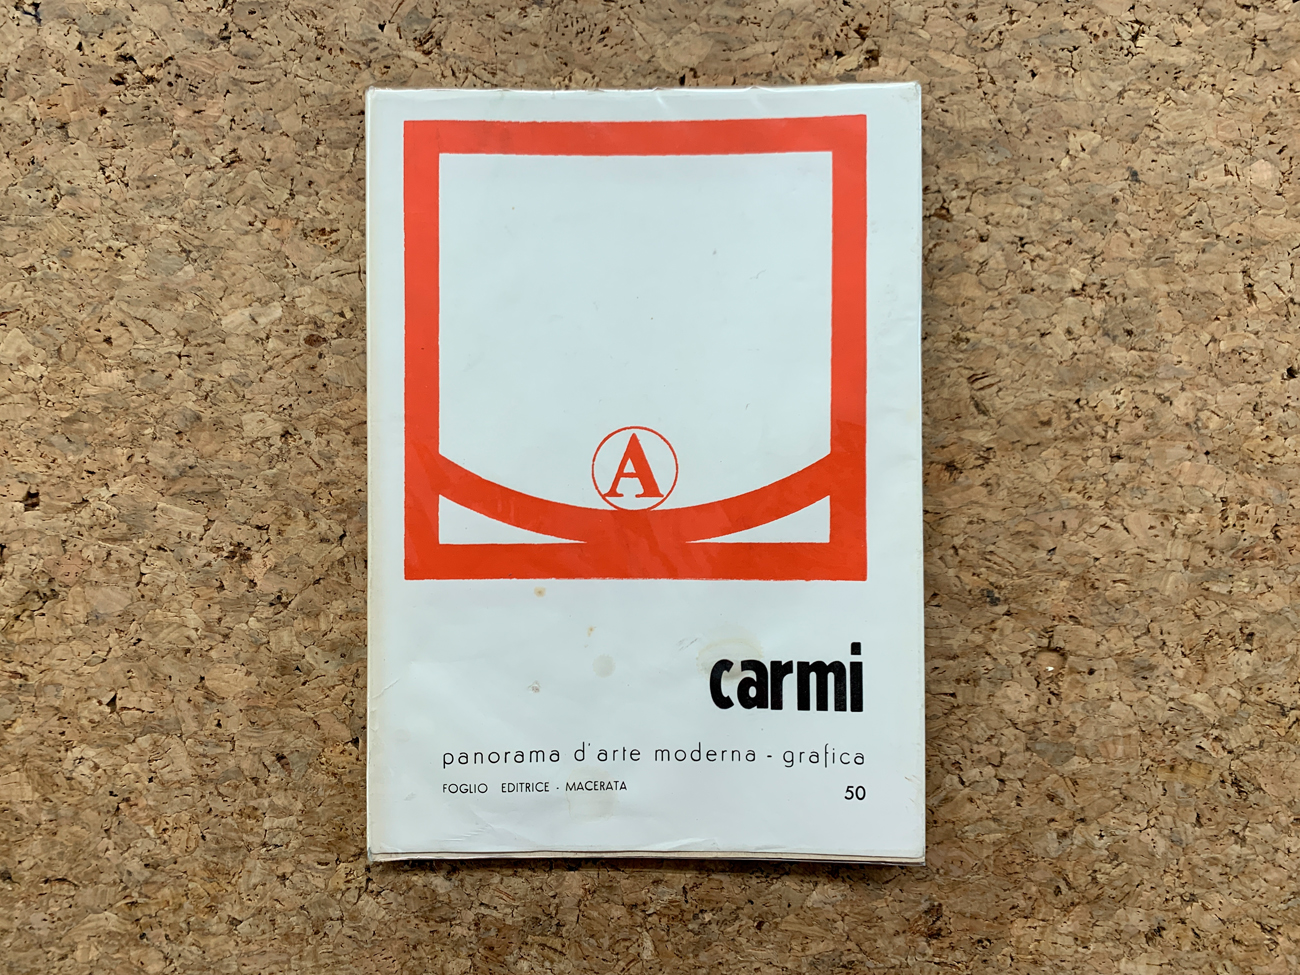 A
carmi
panorama d'arte moderna - grafica
FOGLIO EDITRICE - MACERATA
50